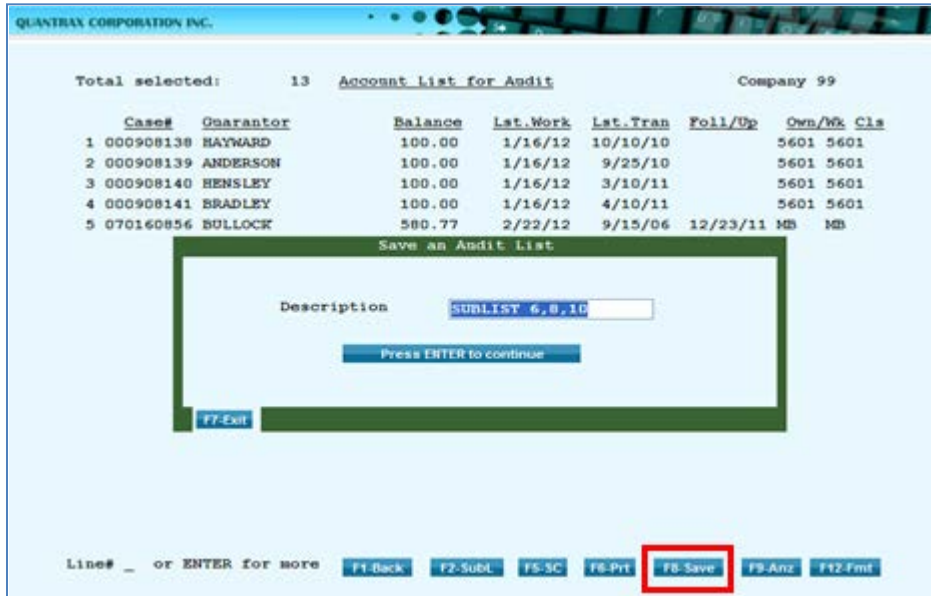 QUANTRAX CORPORATION INC.
Total selected: 13 Account List for Audit Company 99
Case# Guarantor Balance Lst.Work Lst.Tran Foll/Up Own/Wk Cls
1 000908138 HAYWARD 100.00 1/16/12 10/10/10 5601 5601
2 000908139 ANDERSON 100.00 1/16/12 9/25/10 5601 5601
3 000908140 HENSLEY 100.00 1/16/12 3/10/11 5601 5601
4 000908141 BRADLEY 100.00 1/16/12 4/10/11 5601 5601
5 070160856 BULLOCK 580.77 2/22/12 9/15/06 12/23/11 MB MB
Save an Audit List
Description SUBLIST 6,8,10
Press ENTER to continue
F7-Exit
Line# _ or ENTER for more F1-Back F2-SubL F5-SC F6-Prt F8-Save F9-Anz F12-Fmt